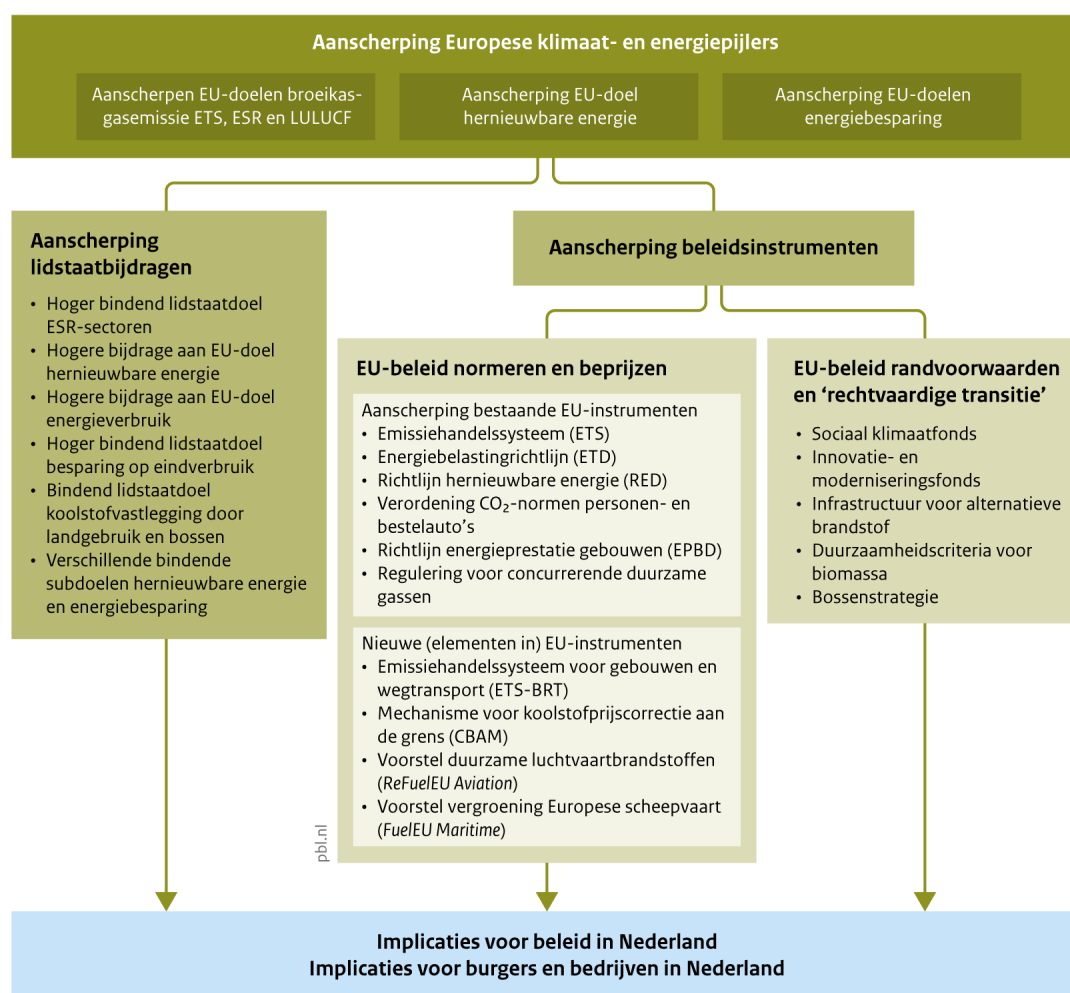 Aanscherping Europese klimaat- en energiepijlers
Aanscherpen EU-doelen broeikas-
gasemissie ETS, ESR en LULUCF
Aanscherping EU-doel
hernieuwbare energie
Aanscherping EU-doelen
energiebesparing
Aanscherping
lidstaatbijdragen
• Hoger bindend lidstaatdoel
ESR-sectoren
• Hogere bijdrage aan EU-doel
hernieuwbare energie
• Hogere bijdrage aan EU-doel
energieverbruik
• Hoger bindend lidstaatdoel
besparing op eindverbruik
• Bindend lidstaatdoel
koolstofvastlegging door
landgebruik en bossen
• Verschillende bindende
subdoelen hernieuwbare energie
en energiebesparing
Aanscherping beleidsinstrumenten
EU-beleid normeren en beprijzen
Aanscherping bestaande EU-instrumenten
• Emissiehandelssysteem (ETS)
• Energiebelastingrichtlijn (ETD)
• Richtlijn hernieuwbare energie (RED)
• Verordening CO₂-normen personen- en
bestelauto’s
• Richtlijn energieprestatie gebouwen (EPBD)
• Regulering voor concurrerende duurzame
gassen
Nieuwe (elementen in) EU-instrumenten
• Emissiehandelssysteem voor gebouwen en
wegtransport (ETS-BRT)
• Mechanisme voor koolstofprijscorrectie aan
de grens (CBAM)
• Voorstel duurzame luchtvaartbrandstoffen
(ReFuelEU Aviation)
• Voorstel vergroening Europese scheepvaart
(FuelEU Maritime)
EU-beleid randvoorwaarden
en ‘rechtvaardige transitie’
• Sociaal klimaatfonds
• Innovatie- en
moderniseringsfonds
• Infrastructuur voor alternatieve
brandstof
• Duurzaamheidscriteria voor
biomassa
• Bossenstrategie
pbl.nl
Implicaties voor beleid in Nederland
Implicaties voor burgers en bedrijven in Nederland